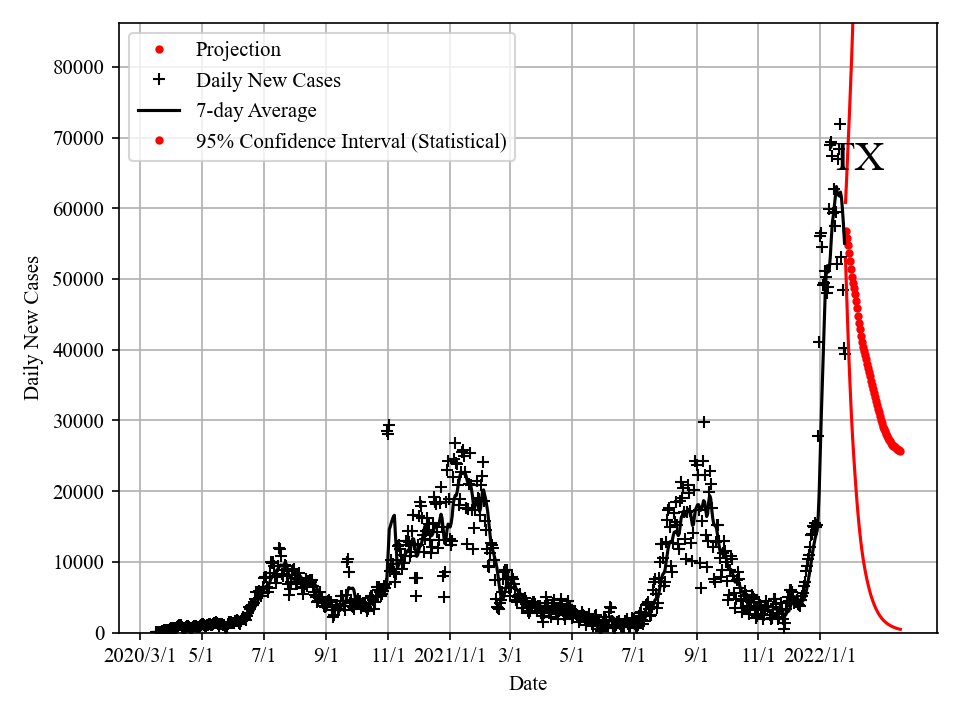 Projection
Daily New Cases
7-day Average
95% Confidence Interval (Statistical)
TX
80000
70000
60000
50000
40000
30000
20000
10000
0
Daily New Cases
2020/3/1 5/1 7/1 9/1 11/1 2021/1/1 3/1 5/1 7/1 9/1 11/1 2022/1/1
Date